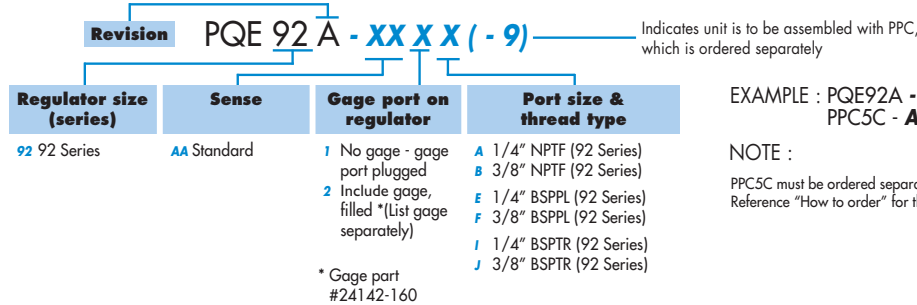 Revision
PQE 92 A - XX X X ( - 9)
Indicates unit is to be assembled with PPC,
which is ordered separately
Regulator size
(series)
92 92 Series
Sense
AA Standard
Gage port on
regulator
1 No gage - gage
port plugged
2 Include gage,
filled *(List gage
separately)
* Gage part
#24142-160
Port size &
thread type
A 1/4" NPTF (92 Series)
B 3/8" NPTF (92 Series)
E 1/4" BSPPL (92 Series)
F 3/8" BSPPL (92 Series)
I 1/4" BSPTR (92 Series)
J 3/8" BSPTR (92 Series)
EXAMPLE : PQE92A -
PPC5C - A
NOTE :
PPC5C must be ordered separa
Reference "How to order" for th